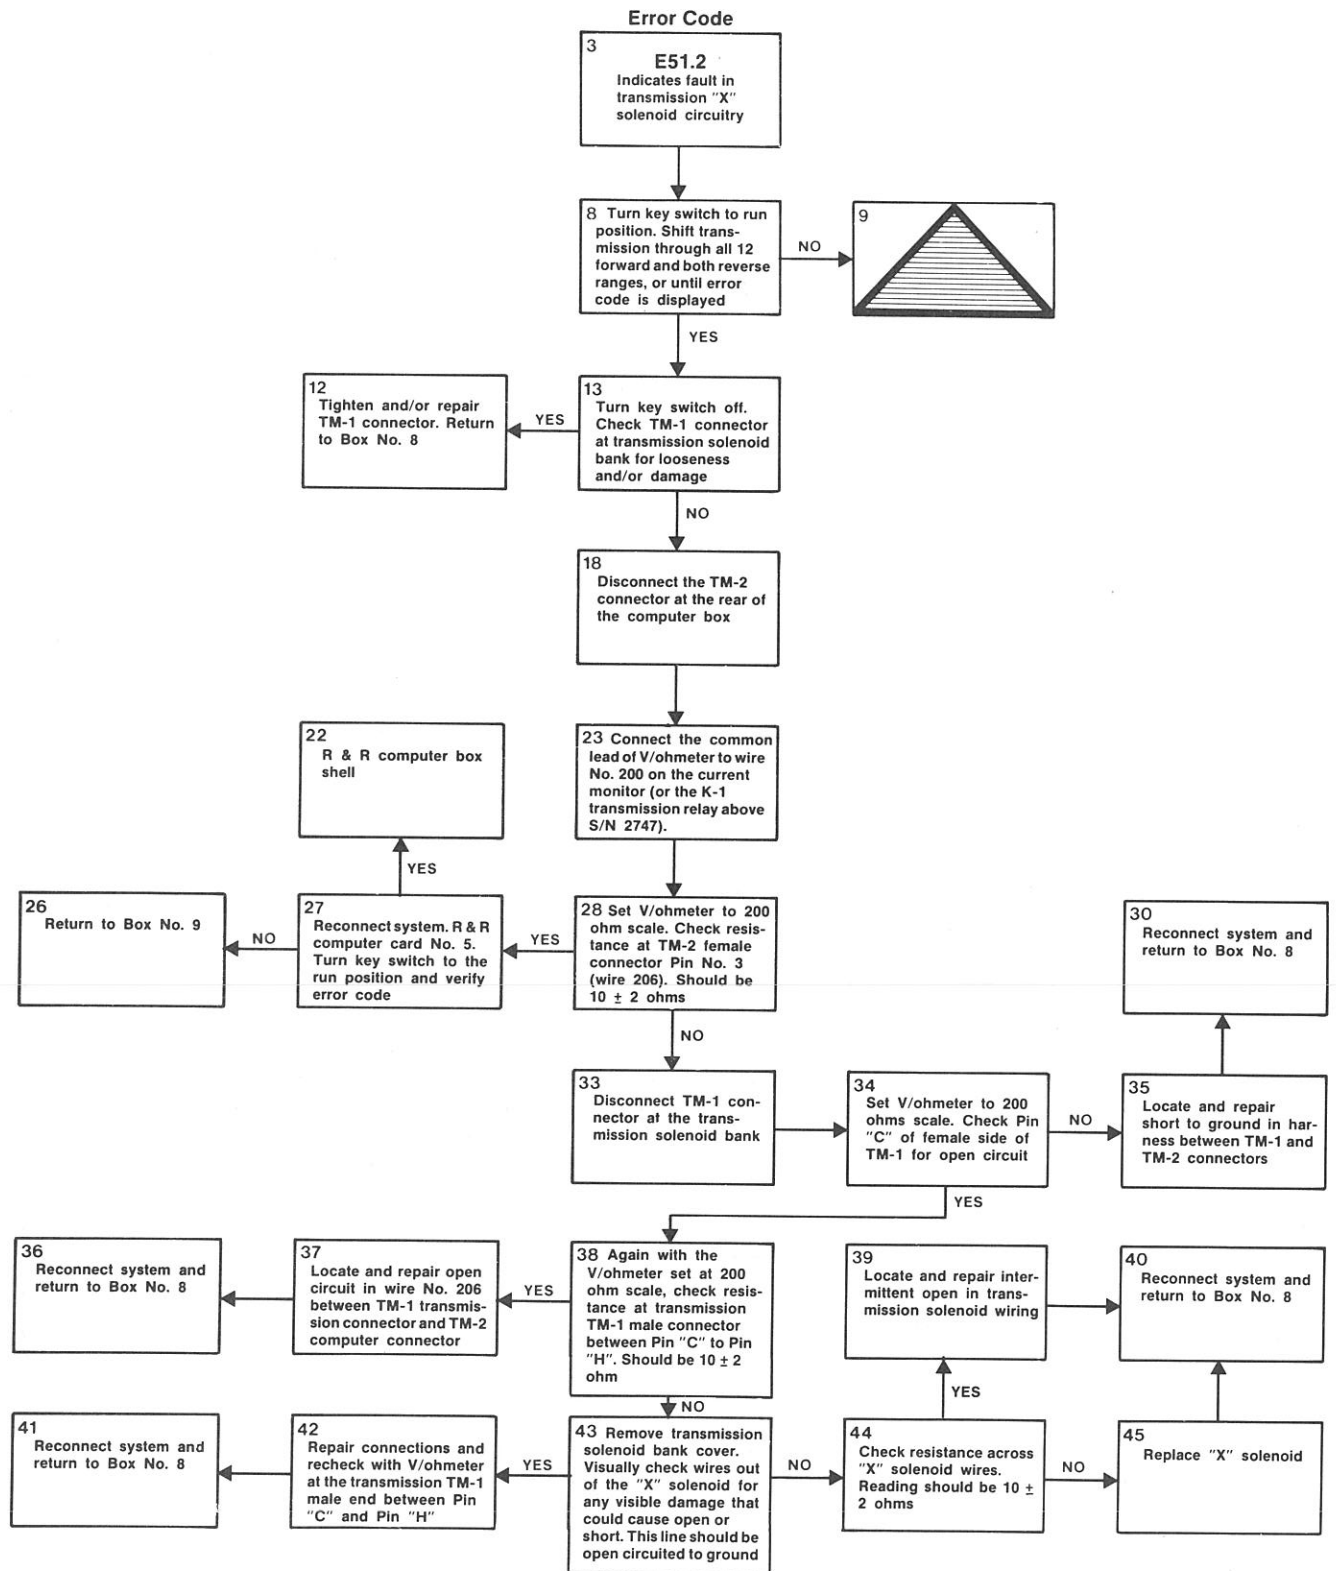 Error Code
3
E51.2
Indicates fault in
transmission "X"
solenoid circuitry
8 Turn key switch to run
position. Shift trans-
mission through all 12
forward and both reverse
ranges, or until error
code is displayed
NO
9
YES
12
Tighten and/or repair
TM-1 connector. Return
to Box No. 8
YES
13
Turn key switch off.
Check TM-1 connector
at transmission solenoid
bank for looseness
and/or damage
NO
18
Disconnect the TM-2
connector at the rear of
the computer box
22
R & R computer box
shell
23 Connect the common
lead of V/ohmeter to wire
No. 200 on the current
monitor (or the K-1
transmission relay above
S/N 2747).
YES
26
Return to Box No. 9
NO
27
Reconnect system. R & R
computer card No. 5.
Turn key switch to the
run position and verify
error code
YES
28 Set V/ohmeter to 200
ohm scale. Check resis-
tance at TM-2 female
connector Pin No. 3
(wire 206). Should be
10 ± 2 ohms
30
Reconnect system and
return to Box No. 8
NO
33
Disconnect TM-1 con-
nector at the trans-
mission solenoid bank
34
Set V/ohmeter to 200
ohms scale. Check Pin
"C" of female side of
TM-1 for open circuit
NO
35
Locate and repair
short to ground in har-
ness between TM-1 and
TM-2 connectors
YES
36
Reconnect system and
return to Box No. 8
37
Locate and repair open
circuit in wire No. 206
between TM-1 transmis-
sion connector and TM-2
computer connector
YES
38 Again with the
V/ohmeter set at 200
ohm scale, check resis-
tance at transmission
TM-1 male connector
between Pin "C" to Pin
"H". Should be 10 ± 2
ohm
39
Locate and repair inter-
mittent open in trans-
mission solenoid wiring
40
Reconnect system and
return to Box No. 8
NO
YES
41
Reconnect system and
return to Box No. 8
42
Repair connections and
recheck with V/ohmeter
at the transmission TM-1
male end between Pin
"C" and Pin "H"
YES
43 Remove transmission
solenoid bank cover.
Visually check wires out
of the "X" solenoid for
any visible damage that
could cause open or
short. This line should be
open circuited to ground
NO
44
Check resistance across
"X" solenoid wires.
Reading should be 10 ±
2 ohms
NO
45
Replace "X" solenoid